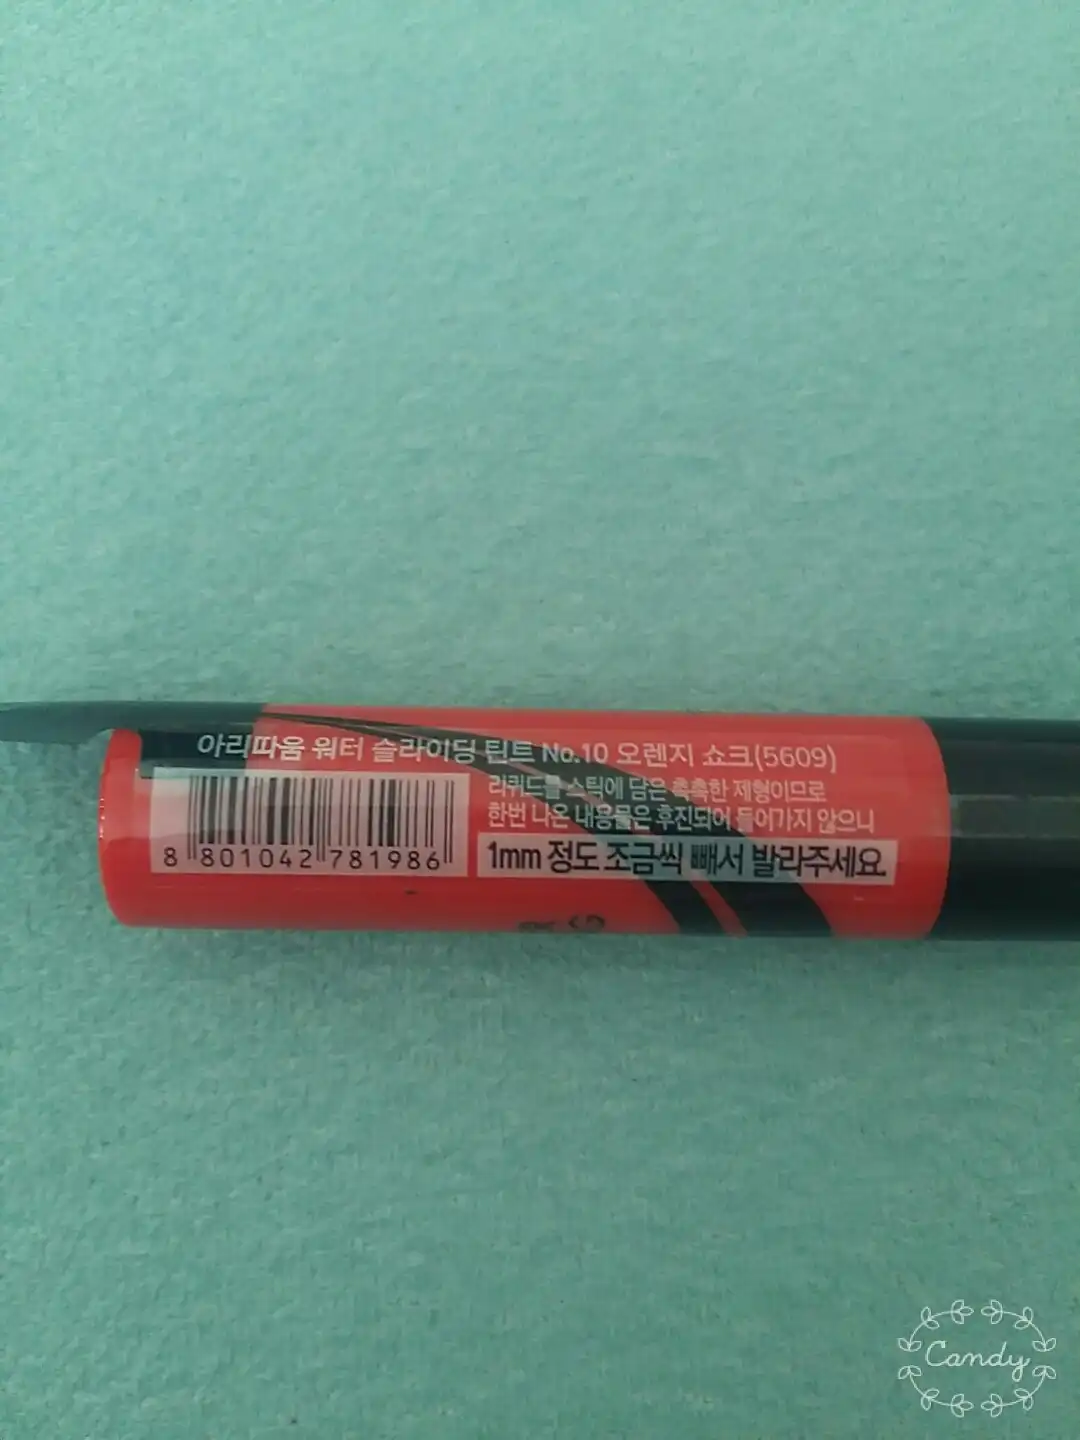 아리따움 워터 슬라이딩 틴트 No.10 오렌지 쇼크(5609)
리퀴드를 스틱에 담은 촉촉한 제형이므로
한번 나온 내용물은 후진되어 들어가지 않으니
1mm 정도 조금씩 빼서 발라주세요.
8 801042 781986
Candy